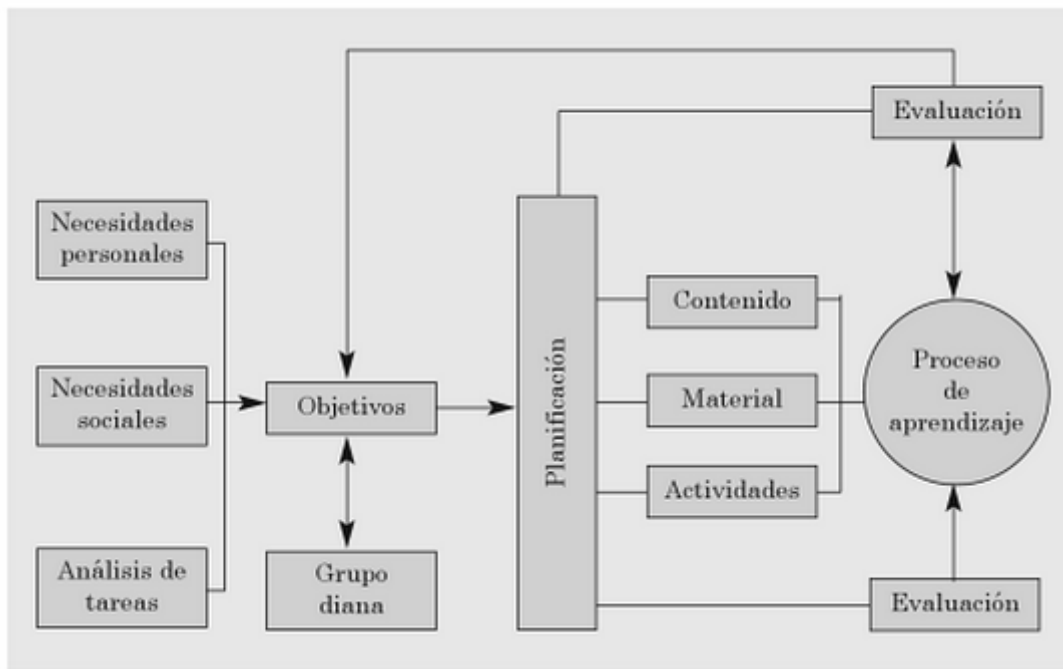 Evaluación
Necesidades
personales
Contenido
Proceso
de
aprendizaje
Necesidades
sociales
Objetivos
Planificación
Material
Actividades
Análisis de
tareas
Grupo
diana
Evaluación